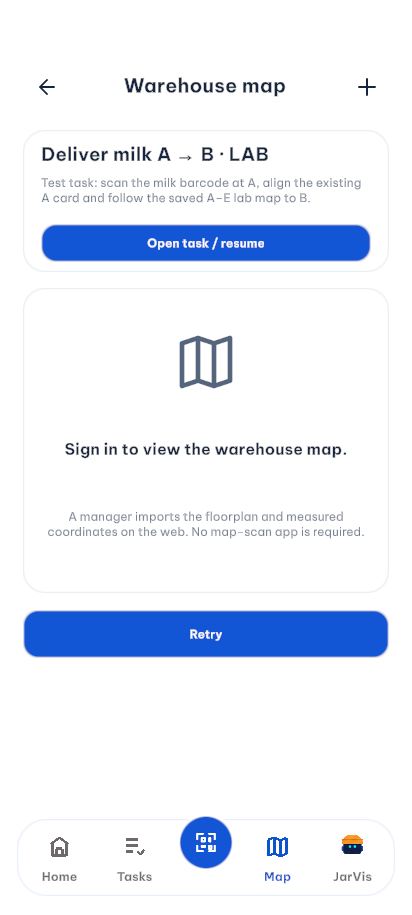 Warehouse map
Deliver milk A → B · LAB
Test task: scan the milk barcode at A, align the existing
A card and follow the saved A–E lab map to B.
Open task / resume
Sign in to view the warehouse map.
A manager imports the floorplan and measured
coordinates on the web. No map-scan app is required.
Retry
Home
Tasks
Map
JarVis